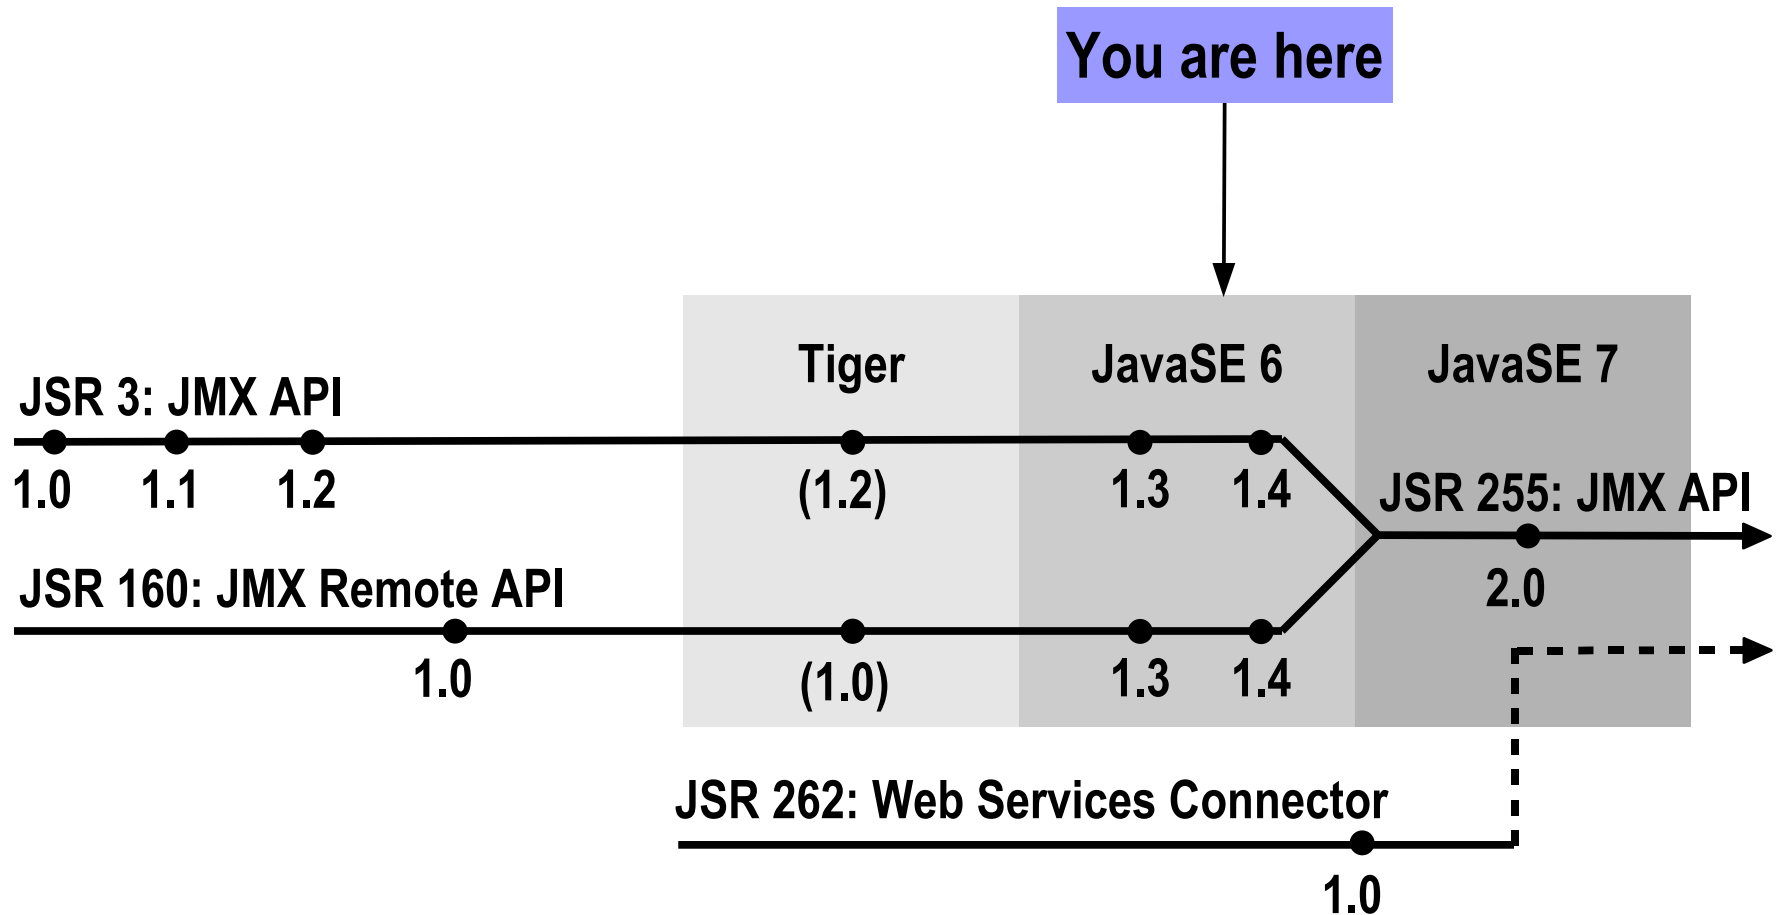 You are here
Tiger
JavaSE 6
JavaSE 7
JSR 3: JMX API
1.0 1.1 1.2 (1.2) 1.3 1.4
JSR 255: JMX API
2.0
JSR 160: JMX Remote API
1.0 (1.0) 1.3 1.4
JSR 262: Web Services Connector
1.0